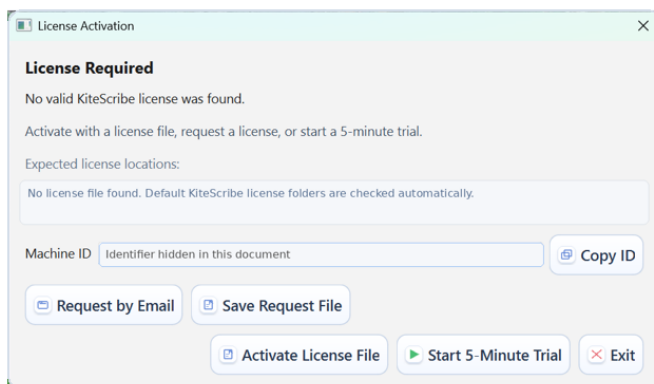 License Activation
License Required
No valid KiteScribe license was found.
Activate with a license file, request a license, or start a 5-minute trial.
Expected license locations:
No license file found. Default KiteScribe license folders are checked automatically.
Machine ID
Identifier hidden in this document
Copy ID
Request by Email
Save Request File
Activate License File
Start 5-Minute Trial
Exit